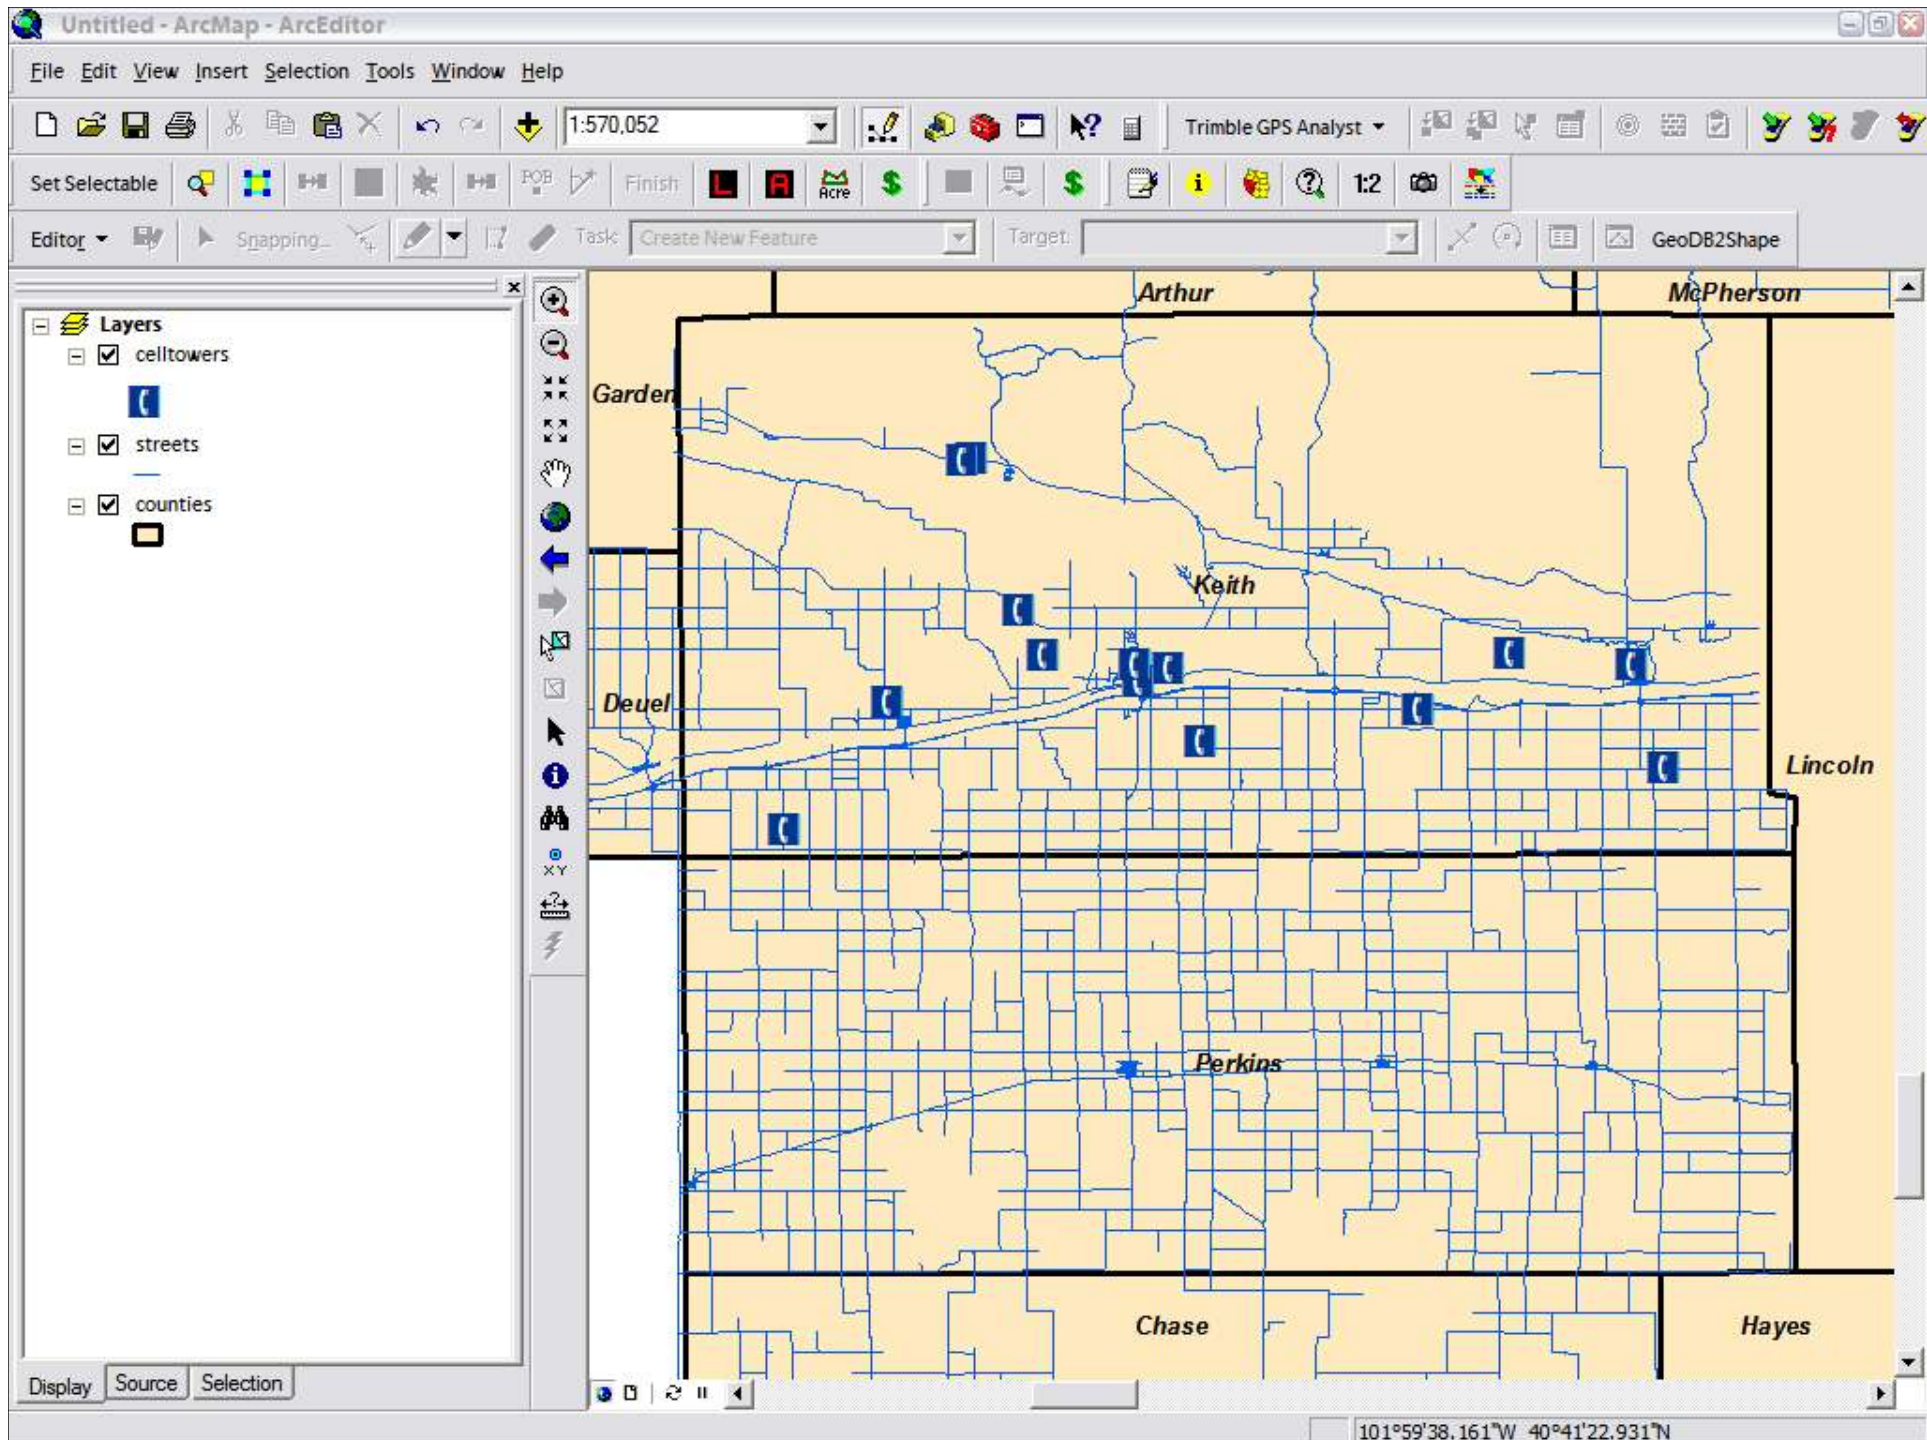 Untitled - ArcMap - ArcEditor
File Edit View Insert Selection Tools Window Help
1:570,052
Trimble GPS Analyst
Set Selectable
POB
Finish
L
A
Acre
$
$
i
1:2
Editor
Snapping...
Task:
Create New Feature
Target:
GeoDB2Shape
Layers
celltowers
streets
counties
XY
Arthur
McPherson
Garden
Keith
Deuel
Lincoln
Perkins
Chase
Hayes
Display
Source
Selection
101°59'38.161"W 40°41'22.931"N